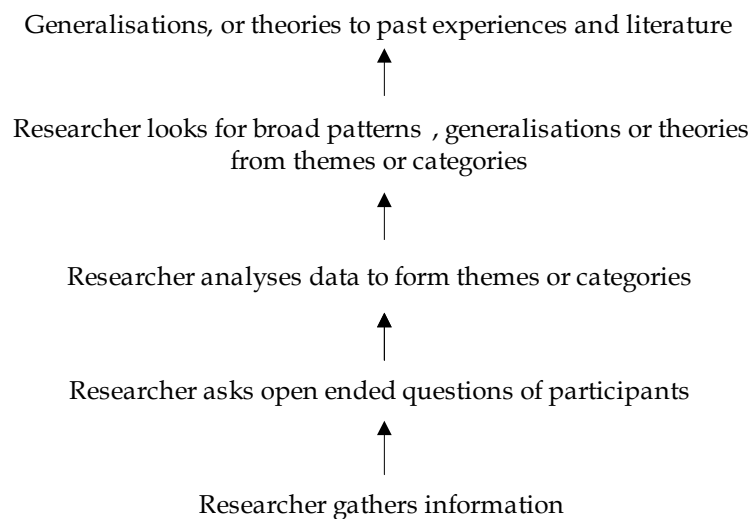 Generalisations, or theories to past experiences and literature
Researcher looks for broad patterns , generalisations or theories
from themes or categories
Researcher analyses data to form themes or categories
Researcher asks open ended questions of participants
Researcher gathers information